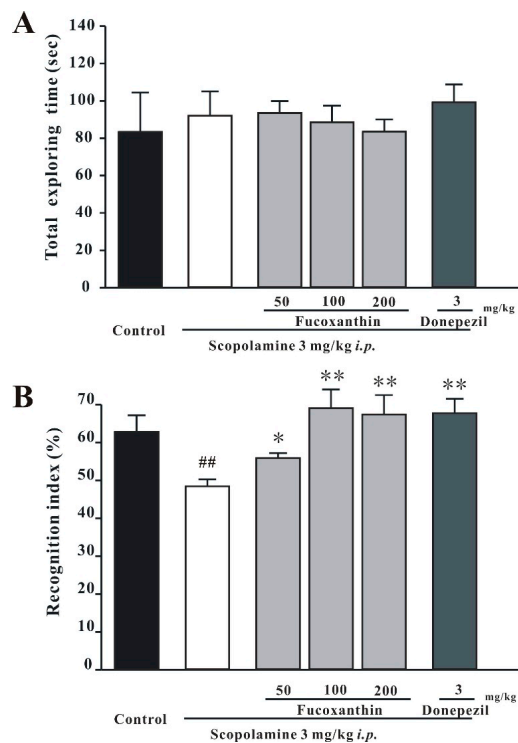 A
Total exploring time (sec)
140
120
100
80
60
40
20
0
50 100 200 3 mg/kg
Control Fucoxanthin Donepezil
Scopolamine 3 mg/kg i.p.
B
Recognition index (%)
70
60
50
40
30
20
10
0
##
*
**
**
**
50 100 200 3 mg/kg
Control Fucoxanthin Donepezil
Scopolamine 3 mg/kg i.p.